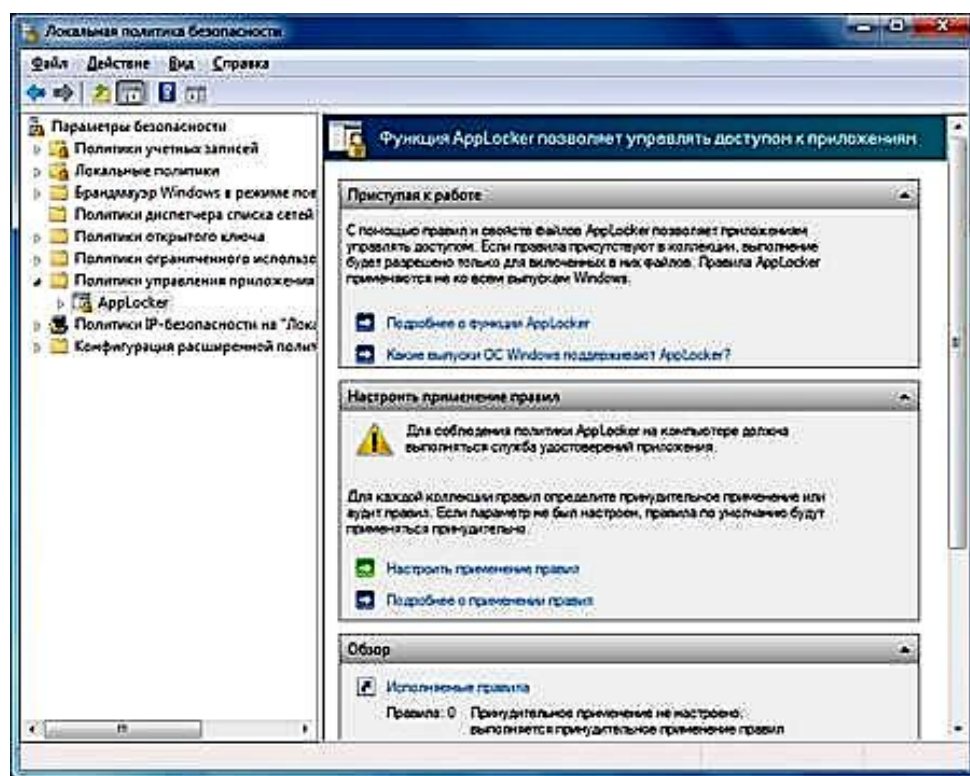 Локальная политика безопасности
Файл Действие Вид Справка
Параметры безопасности
Политики учетных записей
Локальные политики
Брандмауэр Windows в режиме пов
Политики диспетчера списка сетей
Политики открытого ключа
Политики ограниченного использо
Политики управления приложения
AppLocker
Политики IP-безопасности на "Лока
Конфигурация расширенной полит
Функция AppLocker позволяет управлять доступом к приложениям
Приступая к работе
С помощью правил и свойств файлов AppLocker позволяет приложениям
управлять доступом. Если правила присутствуют в коллекции, выполнение
будет разрешено только для включенных в них файлов. Правила AppLocker
применяются не ко всем выпускам Windows.
Подробнее о функции AppLocker
Какие выпуски ОС Windows поддерживают AppLocker?
Настроить применение правил
Для соблюдения политики AppLocker на компьютере должна
выполняться служба удостоверений приложения.
Для каждой коллекции правил определите принудительное применение или
аудит правил. Если параметр не был настроен, правила по умолчанию будут
применяться принудительно.
Настроить применение правил
Подробнее о применении правил
Обзор
Исполняемые правила
Правила: 0 Принудительное применение не настроено:
выполняется принудительное применение правил